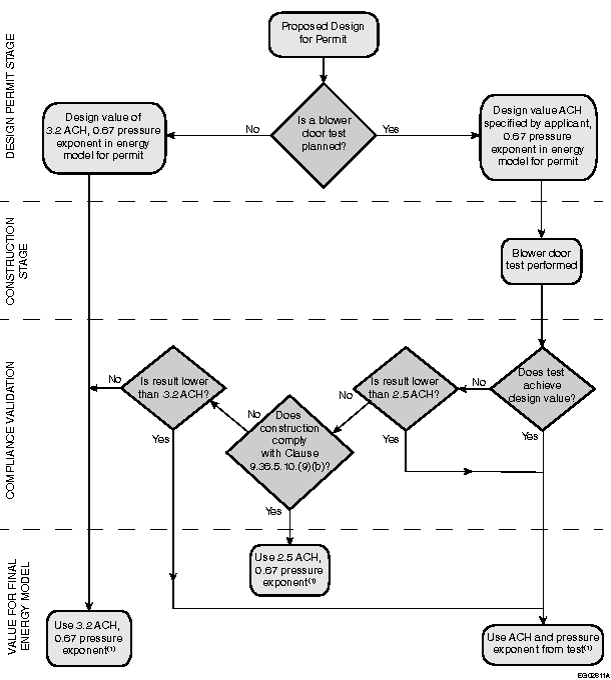 DESIGN PERMIT STAGE
Proposed Design
for Permit
Is a blower
door test
planned?
No
Yes
Design value of
3.2 ACH, 0.67 pressure
exponent in energy
model for permit
Design value ACH
specified by applicant,
0.67 pressure
exponent in energy
model for permit
CONSTRUCTION
STAGE
Blower door
test performed
COMPLIANCE VALIDATION
Does test
achieve
design value?
No
Yes
Is result lower
than 2.5 ACH?
No
Yes
Does
construction
comply
with Clause
9.36.5.10.(9)(b)?
No
Yes
Is result lower
than 3.2 ACH?
No
Yes
VALUE FOR FINAL
ENERGY MODEL
Use 2.5 ACH,
0.67 pressure
exponent(1)
Use 3.2 ACH,
0.67 pressure
exponent(1)
Use ACH and pressure
exponent from test(1)
EG02811A